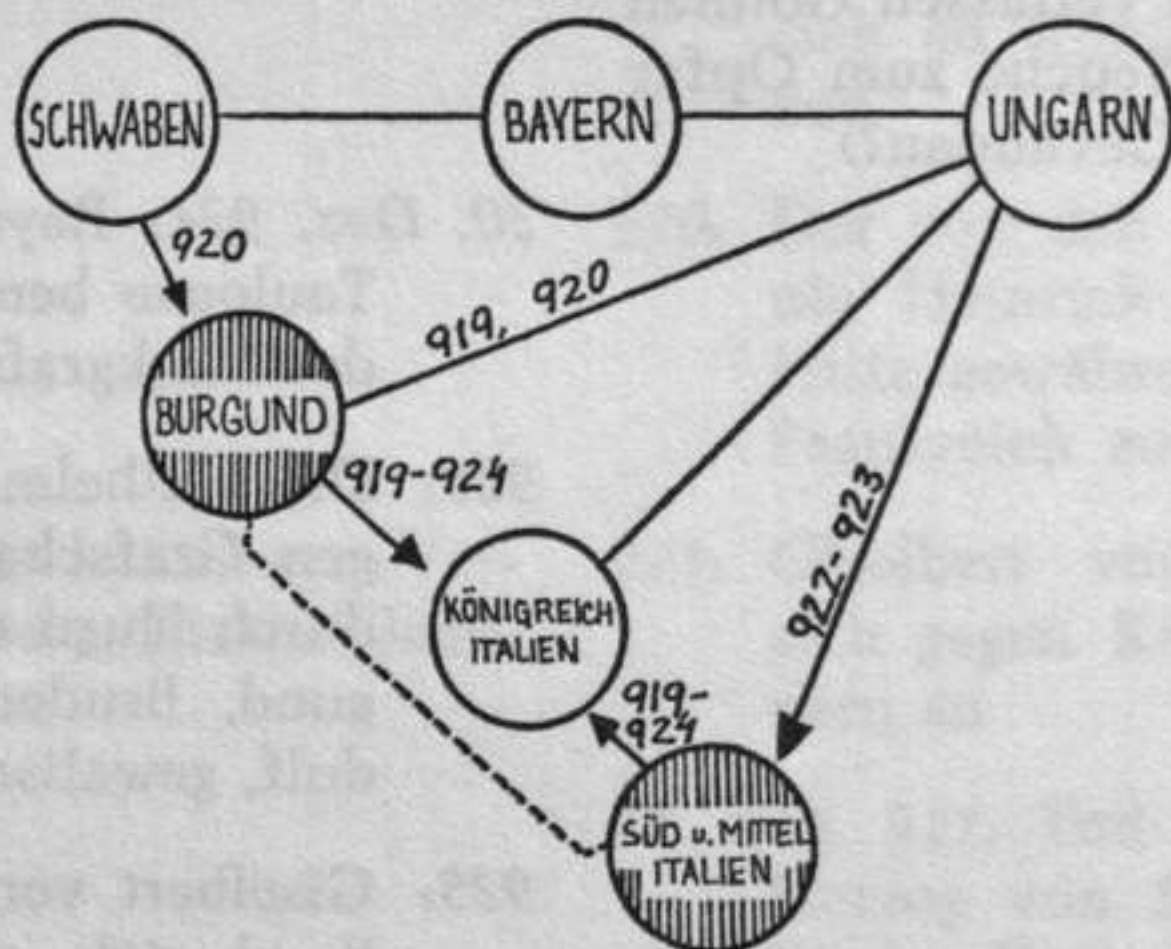 SCHWABEN
BAYERN
UNGARN
920
919, 920
BURGUND
919-924
922-923
KÖNIGREICH
ITALIEN
919-
924
SÜD u. MITTEL
ITALIEN